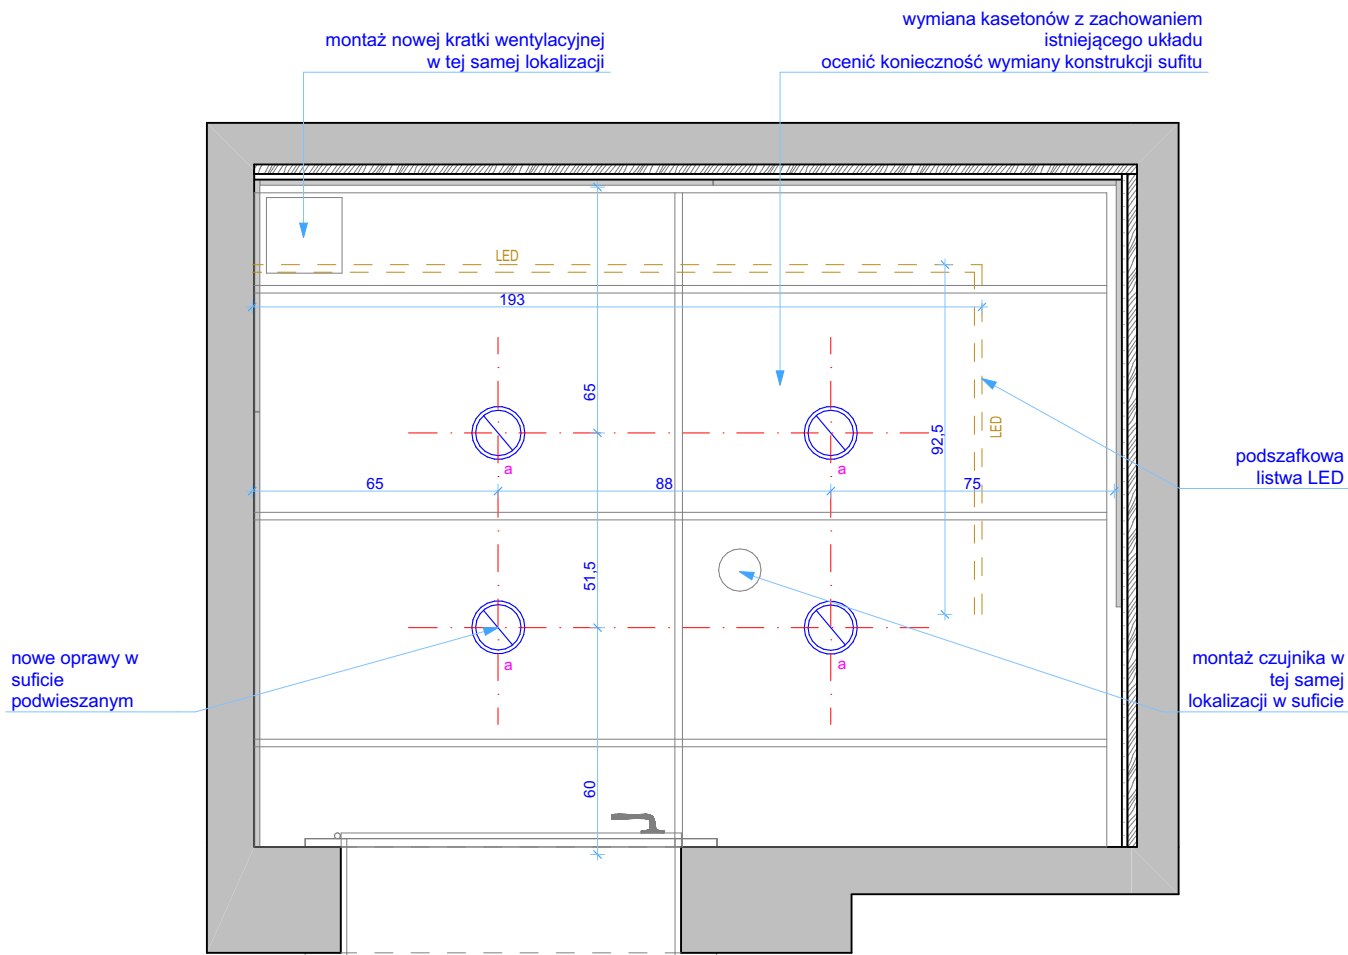 wymiana kasetonów z zachowaniem
istniejącego układu
ocenić konieczność wymiany konstrukcji sufitu
montaż nowej kratki wentylacyjnej
w tej samej lokalizacji
LED
193
65
92,5
LED
a
a
65
88
75
podszafkowa
listwa LED
51,5
a
a
nowe oprawy w
suficie
podwieszanym
montaż czujnika w
tej samej
lokalizacji w suficie
60